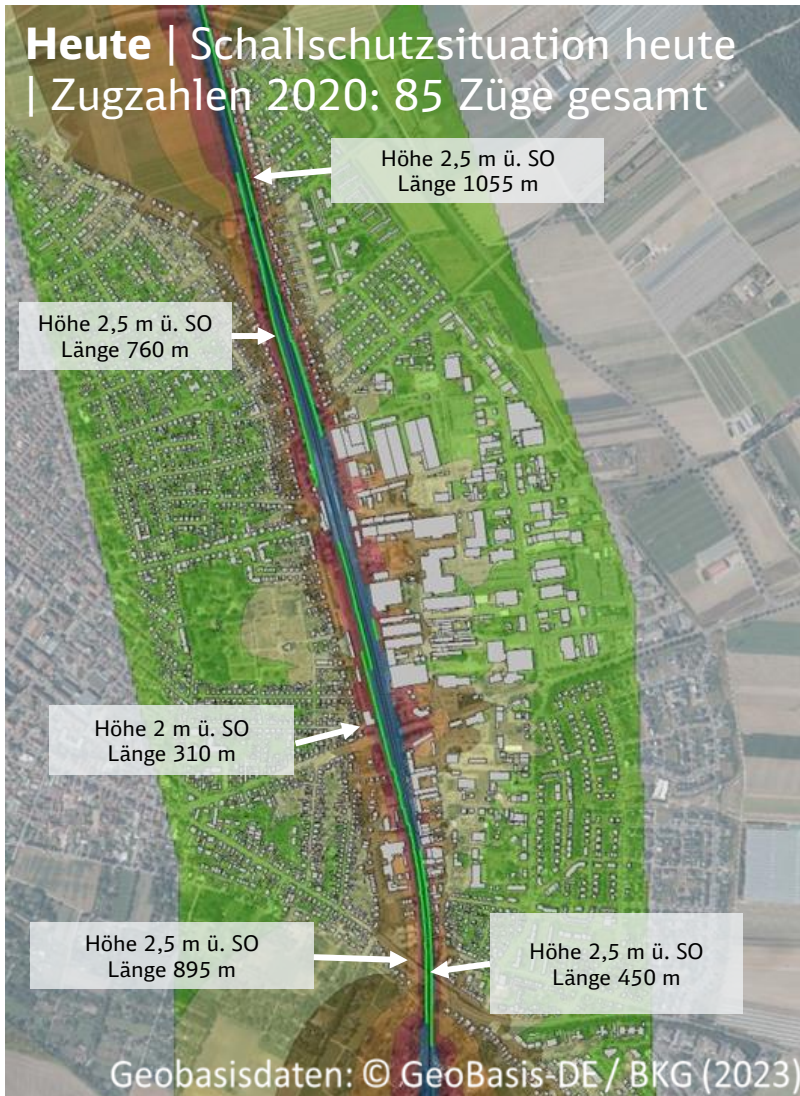 Heute | Schallschutzsituation heute
| Zugzahlen 2020: 85 Züge gesamt
Höhe 2,5 m ü. SO
Länge 1055 m
Höhe 2,5 m ü. SO
Länge 760 m
Höhe 2 m ü. SO
Länge 310 m
Höhe 2,5 m ü. SO
Länge 895 m
Höhe 2,5 m ü. SO
Länge 450 m
Geobasisdaten: © GeoBasis-DE / BKG (2023)